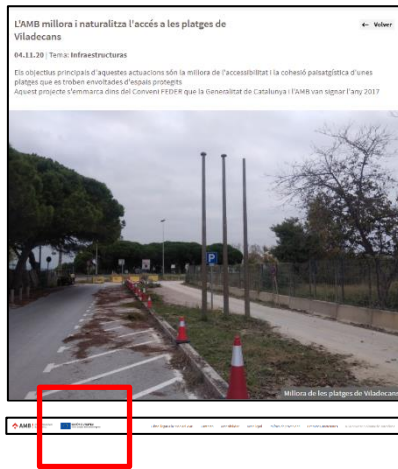 L'AMB millora i naturalitza l'accés a les platges de
Viladecans
← Volver
04.11.20 | Tema: Infraestructuras
Els objectius principals d'aquestes actuacions són la millora de l'accessibilitat i la cohesió paisatgística d'unes
platges que es troben envoltades d'espais protegits
Aquest projecte s'emmarca dins del Conveni FEDER que la Generalitat de Catalunya i l'AMB van signar l'any 2017
P
Millora de les platges de Viladecans
AMB